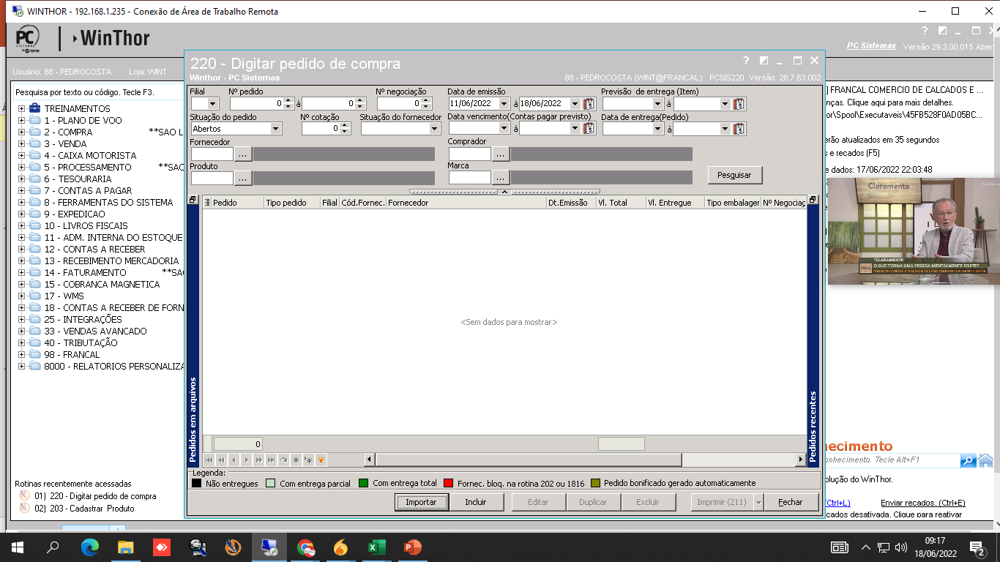 WINTHOR - 192.168.1.235 - Conexão de Área de Trabalho Remota
PC SISTEMAS by TOTVS WinThor
PC Sistemas Versão 29.3.00.015
Usuário: 88 - PEDROCOSTA Loja: WINT
Pesquisa por texto ou código. Tecle F3.
TREINAMENTOS
1 - PLANO DE VOO
2 - COMPRA **SAO L
3 - VENDA
4 - CAIXA MOTORISTA
5 - PROCESSAMENTO **SAO
6 - TESOURARIA
7 - CONTAS A PAGAR
8 - FERRAMENTAS DO SISTEMA
9 - EXPEDICAO
10 - LIVROS FISCAIS
11 - ADM. INTERNA DO ESTOQUE
12 - CONTAS A RECEBER
13 - RECEBIMENTO MERCADORIA
14 - FATURAMENTO **SAO
15 - COBRANCA MAGNETICA
17 - WMS
18 - CONTAS A RECEBER DE FORN
25 - INTEGRAÇÕES
33 - VENDAS AVANCADO
40 - TRIBUTAÇÃO
98 - FRANCAL
8000 - RELATORIOS PERSONALIZA
Rotinas recentemente acessadas
01) 220 - Digitar pedido de compra
02) 203 - Cadastrar Produto
220 - Digitar pedido de compra
Winthor - PC Sistemas 88 - PEDROCOSTA (WINT@FRANCAL) PCSIS220 Versão 28.7.63.002
Filial Nº pedido Nº negociação Data de emissão Previsão de entrega (Item)
0 à 0 0 11/06/2022 à 18/06/2022 à
Situação do pedido Nº cotação Situação do fornecedor Data vencimento(Contas pagar previsto) Data de entrega(Pedido)
Abertos 0 à à
Fornecedor Comprador
... ...
Produto Marca
... ... Pesquisar
Pedido Tipo pedido Filial Cód.Fornec. Fornecedor Dt.Emissão Vl. Total Vl. Entregue Tipo embalager Nº Negociaç
Pedidos em arquivos
<Sem dados para mostrar>
Pedidos recentes
0
Legenda:
Não entregues Com entrega parcial Com entrega total Fornec. bloq. na rotina 202 ou 1816 Pedido bonificado gerado automaticamente
Importar Incluir Editar Duplicar Excluir Imprimir (211) Fechar
] FRANCAL COMERCIO DE CALCADOS E ...
nças. Clique aqui para mais detalhes.
or\Spool\Executaveis\45FB528F0AD05BC...
erão atualizados em 35 segundos
s e recados (F5)
e dados: 17/06/2022 22:03:48
Claramente
"CLARAMENTE"
O QUE TORNA UMA PESSOA MENTALMENTE FORTE?
hecimento
onhecimento. Tecle Alt+F1
olução do WinThor.
(Ctrl+L) Enviar recados. (Ctrl+E)
cados desativada. Clique para reativar
09:17
18/06/2022
2